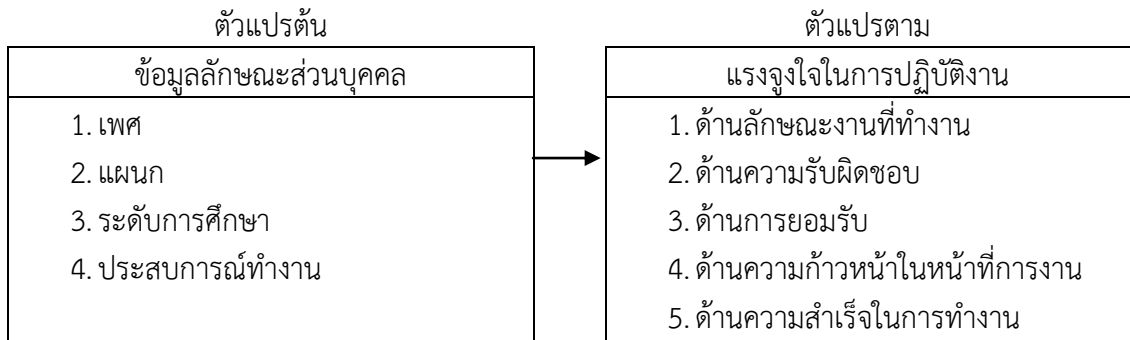 ตัวแปรต้น
ข้อมูลลักษณะส่วนบุคคล
1. เพศ
2. แผนก
3. ระดับการศึกษา
4. ประสบการณ์ทำงาน
ตัวแปรตาม
แรงจูงใจในการปฏิบัติงาน
1. ด้านลักษณะงานที่ทำงาน
2. ด้านความรับผิดชอบ
3. ด้านการยอมรับ
4. ด้านความก้าวหน้าในหน้าที่การงาน
5. ด้านความสำเร็จในการทำงาน